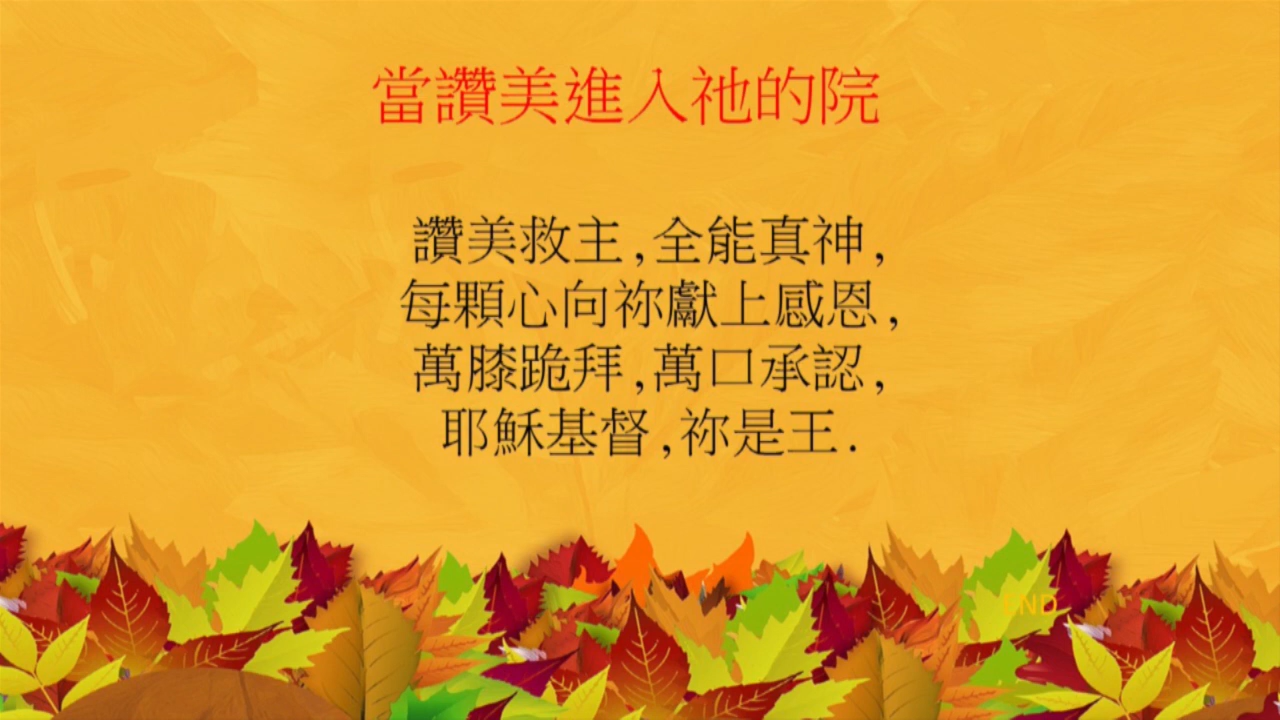 當讚美進入祂的院
讚美救主,全能真神,
每顆心向祢獻上感恩,
萬膝跪拜,萬口承認,
耶穌基督,祢是王.
END